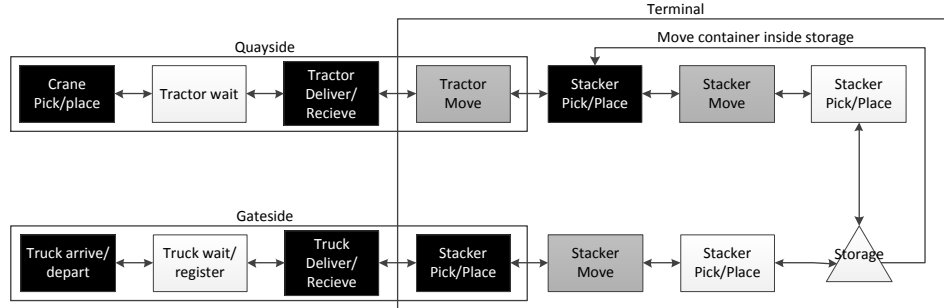 Terminal
Quayside
Move container inside storage
Crane
Pick/place
Tractor wait
Tractor
Deliver/
Recieve
Tractor
Move
Stacker
Pick/Place
Stacker
Move
Stacker
Pick/Place
Gateside
Truck arrive/
depart
Truck wait/
register
Truck
Deliver/
Recieve
Stacker
Pick/Place
Stacker
Move
Stacker
Pick/Place
Storage